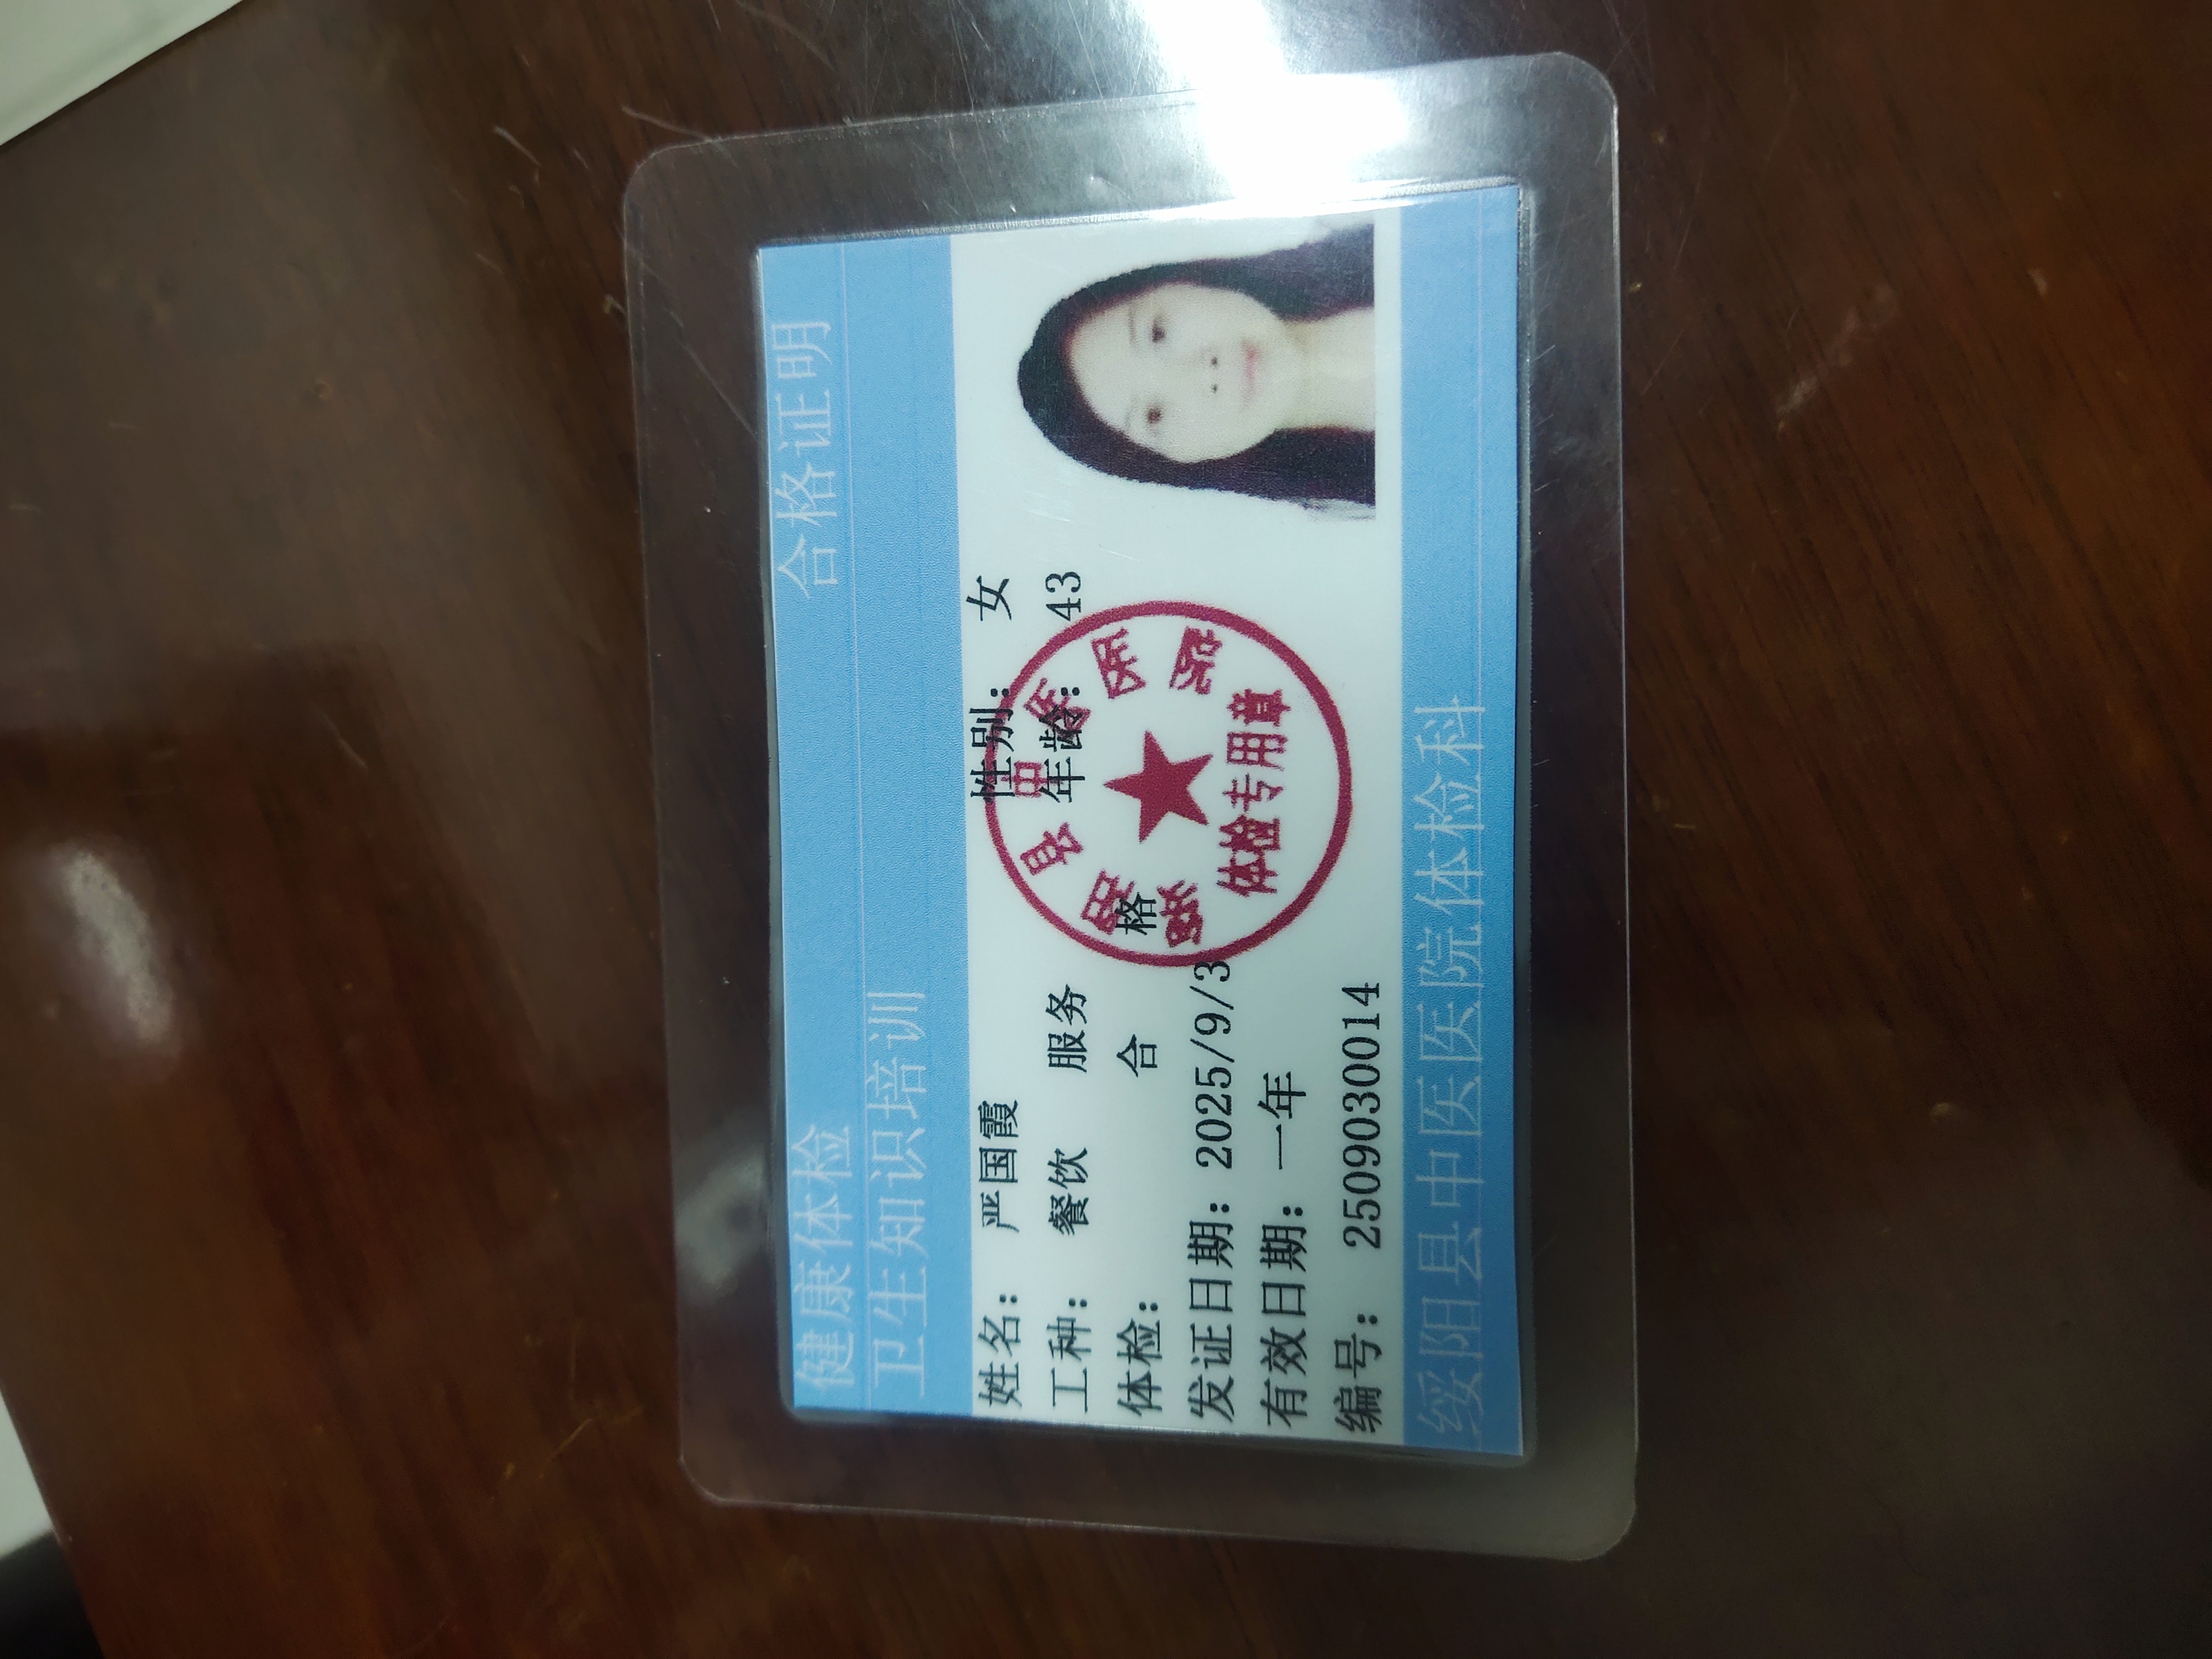 健康体检 合格证明
卫生知识培训
姓名： 严国霞 性别： 女
工种： 餐饮 服务 年龄： 43
体检： 合 格
发证日期： 2025/9/3
有效日期： 一年
编号： 2509030014
绥阳县中医医院体检科
绥阳县中医医院
体检专用章